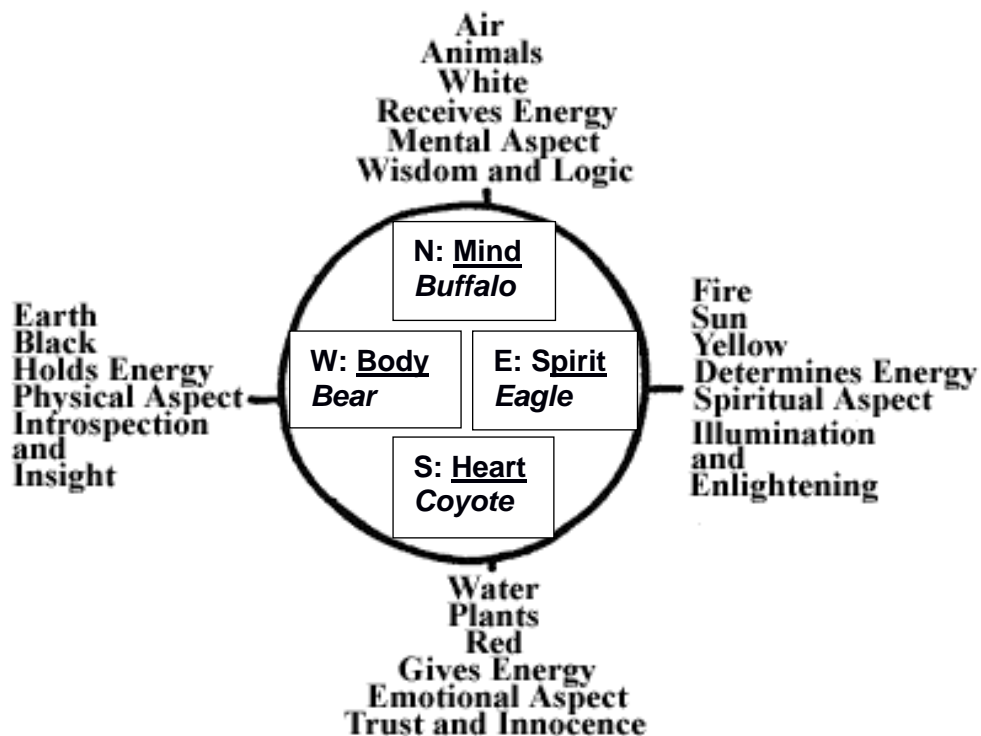 Air
Animals
White
Receives Energy
Mental Aspect
Wisdom and Logic
N: Mind
Buffalo
Earth
Black
Holds Energy
Physical Aspect
Introspection
and
Insight
W: Body
Bear
E: Spirit
Eagle
Fire
Sun
Yellow
Determines Energy
Spiritual Aspect
Illumination
and
Enlightening
S: Heart
Coyote
Water
Plants
Red
Gives Energy
Emotional Aspect
Trust and Innocence